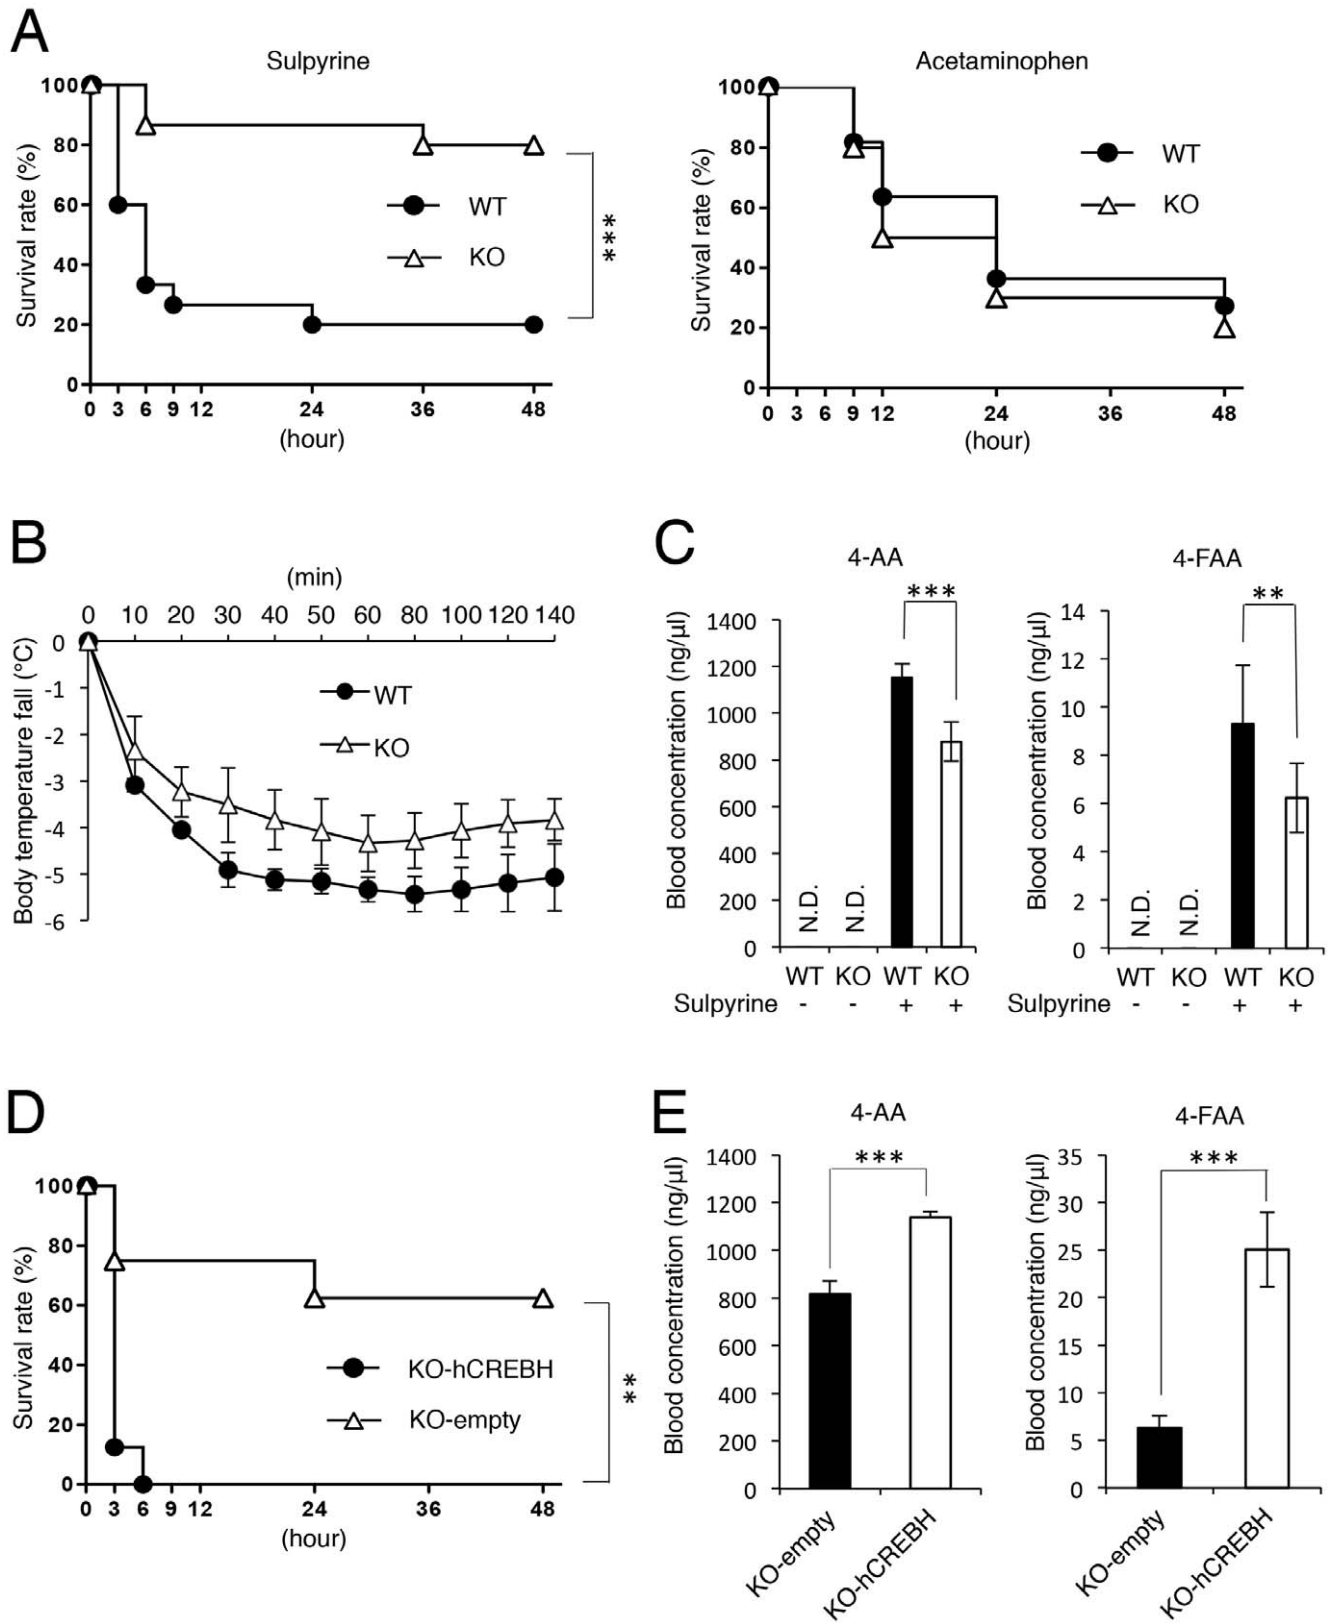 A
Sulpyrine
100
80
60
40
20
0
Survival rate (%)
WT
KO
***
0 3 6 9 12 24 36 48
(hour)
Acetaminophen
100
80
60
40
20
0
Survival rate (%)
WT
KO
0 3 6 9 12 24 36 48
(hour)
B
(min)
0 10 20 30 40 50 60 80 100 120 140
0
-1
-2
-3
-4
-5
-6
Body temperature fall (°C)
WT
KO
C
4-AA
***
1400
1200
1000
800
600
400
200
0
Blood concentration (ng/μl)
N.D. N.D.
WT KO WT KO
Sulpyrine - - + +
4-FAA
**
14
12
10
8
6
4
2
0
Blood concentration (ng/μl)
N.D. N.D.
WT KO WT KO
Sulpyrine - - + +
D
100
80
60
40
20
0
Survival rate (%)
KO-hCREBH
KO-empty
**
0 3 6 9 12 24 36 48
(hour)
E
4-AA
***
1400
1200
1000
800
600
400
200
0
Blood concentration (ng/μl)
KO-empty
KO-hCREBH
4-FAA
***
35
30
25
20
15
10
5
0
Blood concentration (ng/μl)
KO-empty
KO-hCREBH